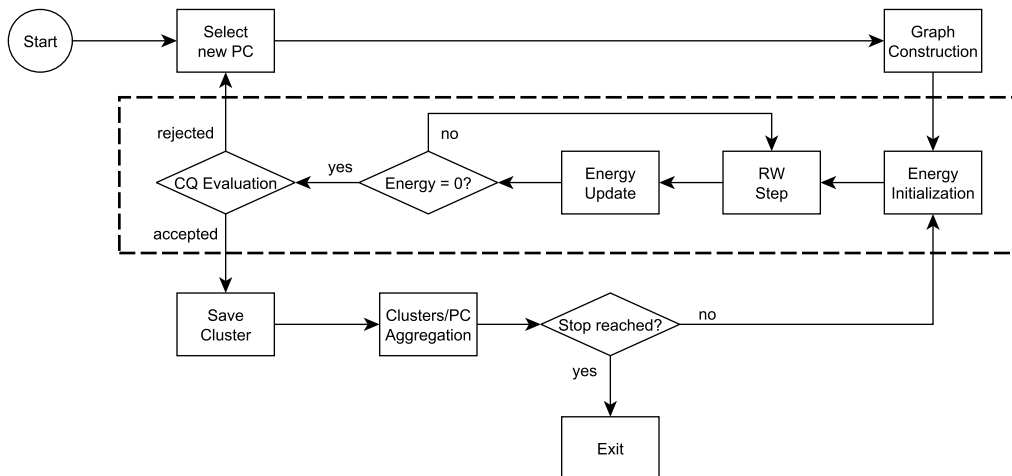 Start
Select
new PC
Graph
Construction
rejected
no
CQ Evaluation
yes
Energy = 0?
Energy
Update
RW
Step
Energy
Initialization
accepted
Save
Cluster
Clusters/PC
Aggregation
Stop reached?
no
yes
Exit